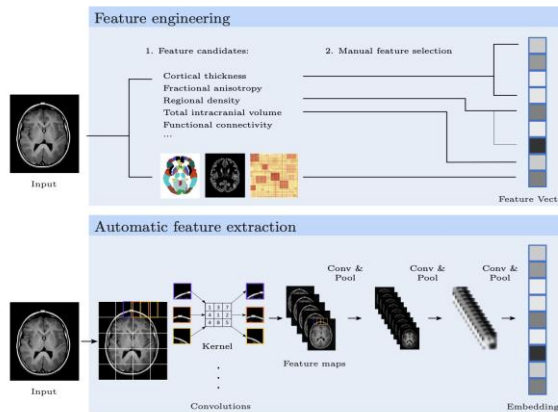 Feature engineering
1. Feature candidates:
2. Manual feature selection
Cortical thickness
Fractional anisotropy
Regional density
Total intracranial volume
Functional connectivity
...
Input
Feature Vect
Automatic feature extraction
Conv &
Pool
Conv &
Pool
Conv &
Pool
Kernel
Feature maps
Input
Convolutions
Embedding